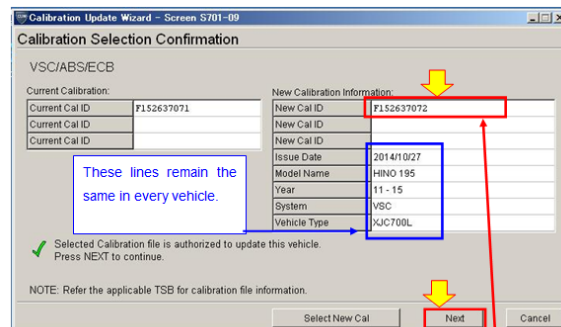 Calibration Update Wizard - Screen S701-09
Calibration Selection Confirmation
VSC/ABS/ECB
Current Calibration:
Current Cal ID F152637071
Current Cal ID
Current Cal ID
New Calibration Information:
New Cal ID F152637072
New Cal ID
New Cal ID
Issue Date 2014/10/27
Model Name HINO 195
Year 11 - 15
System VSC
Vehicle Type XJC700L
These lines remain the
same in every vehicle.
Selected Calibration file is authorized to update this vehicle.
Press NEXT to continue.
NOTE: Refer the applicable TSB for calibration file information.
Select New Cal Next Cancel